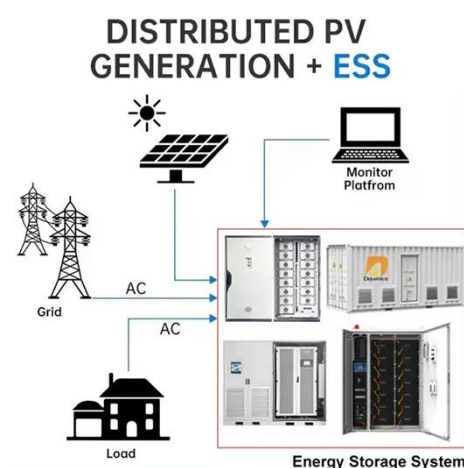 DISTRIBUTED PV
GENERATION + ESS
Monitor
Platfrom
Grid
AC
AC
Load
Energy Storage System